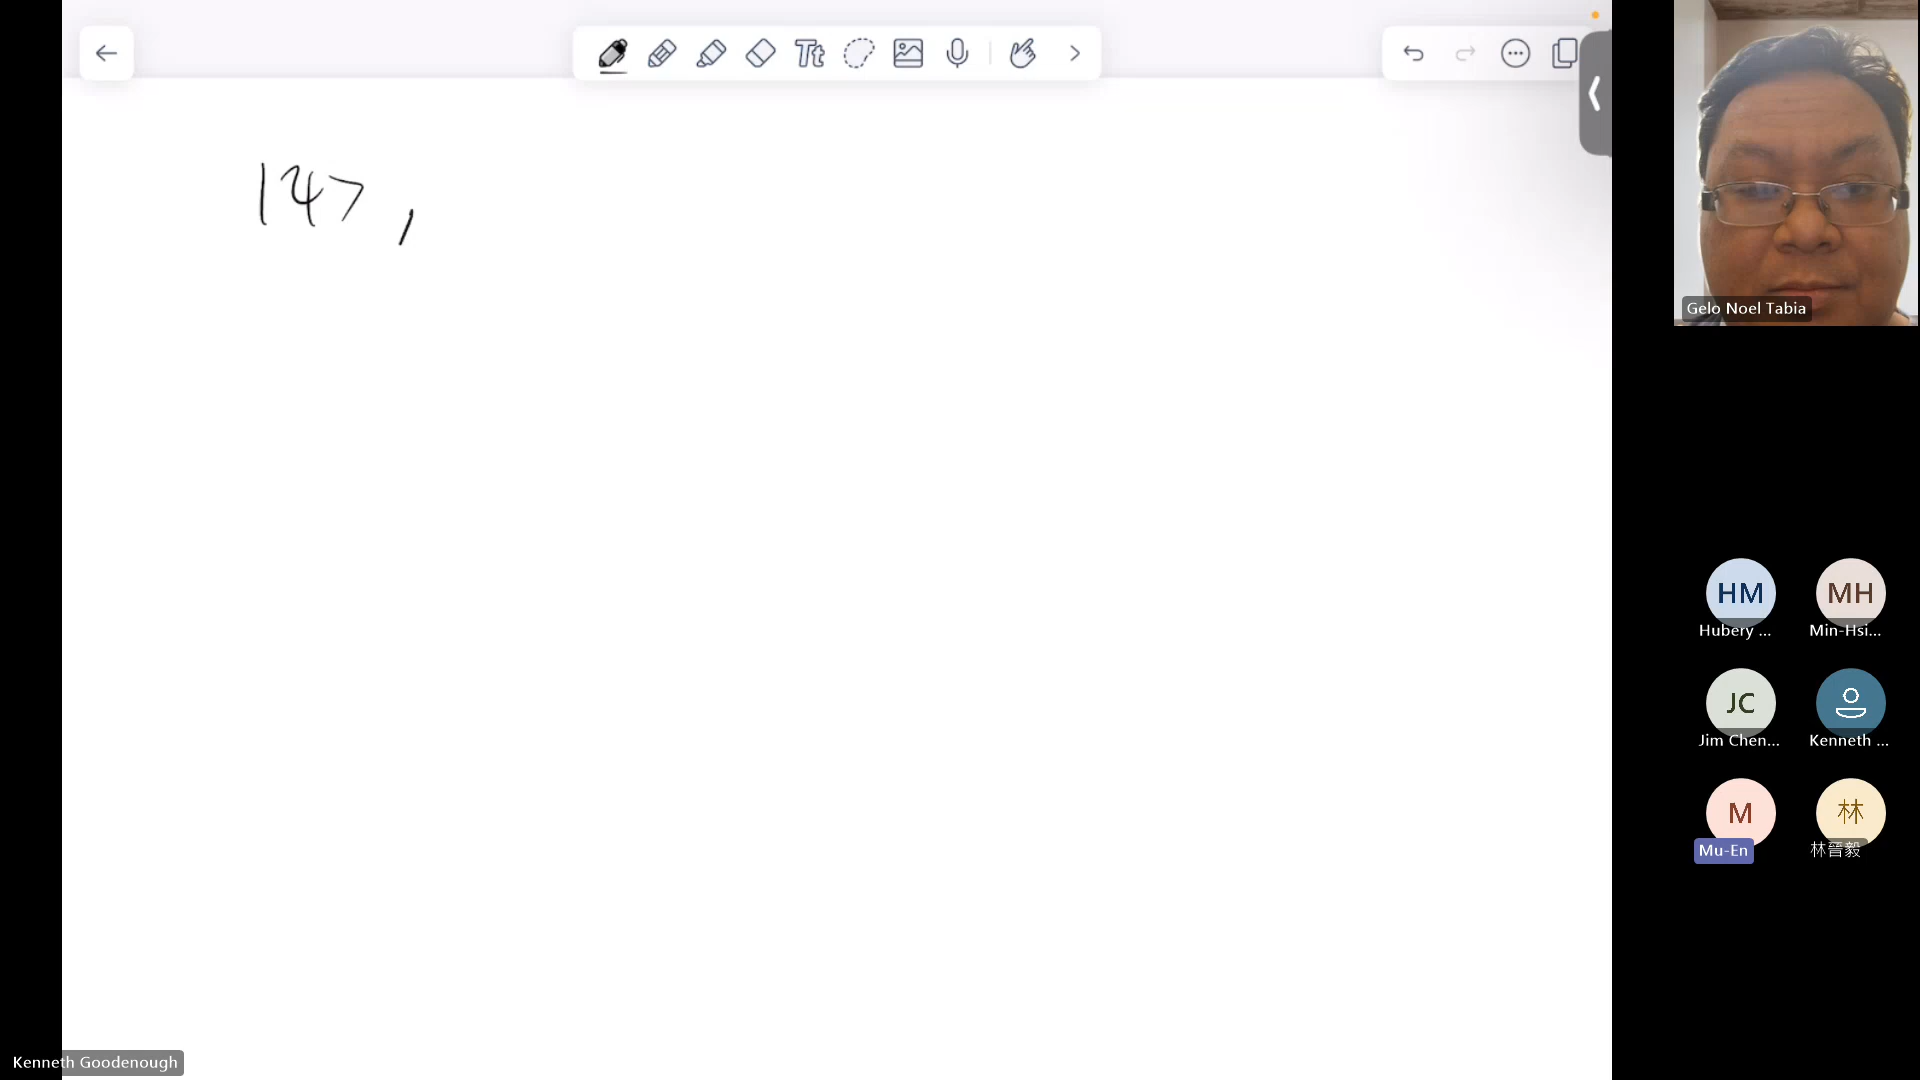 Tt
|ψ⟩ ,
Gelo Noel Tabia
HM
MH
Hubery ...
Min-Hsi...
JC
Jim Chen...
Kenneth ...
M
林
Mu-En
林晉毅
Kenneth Goodenough